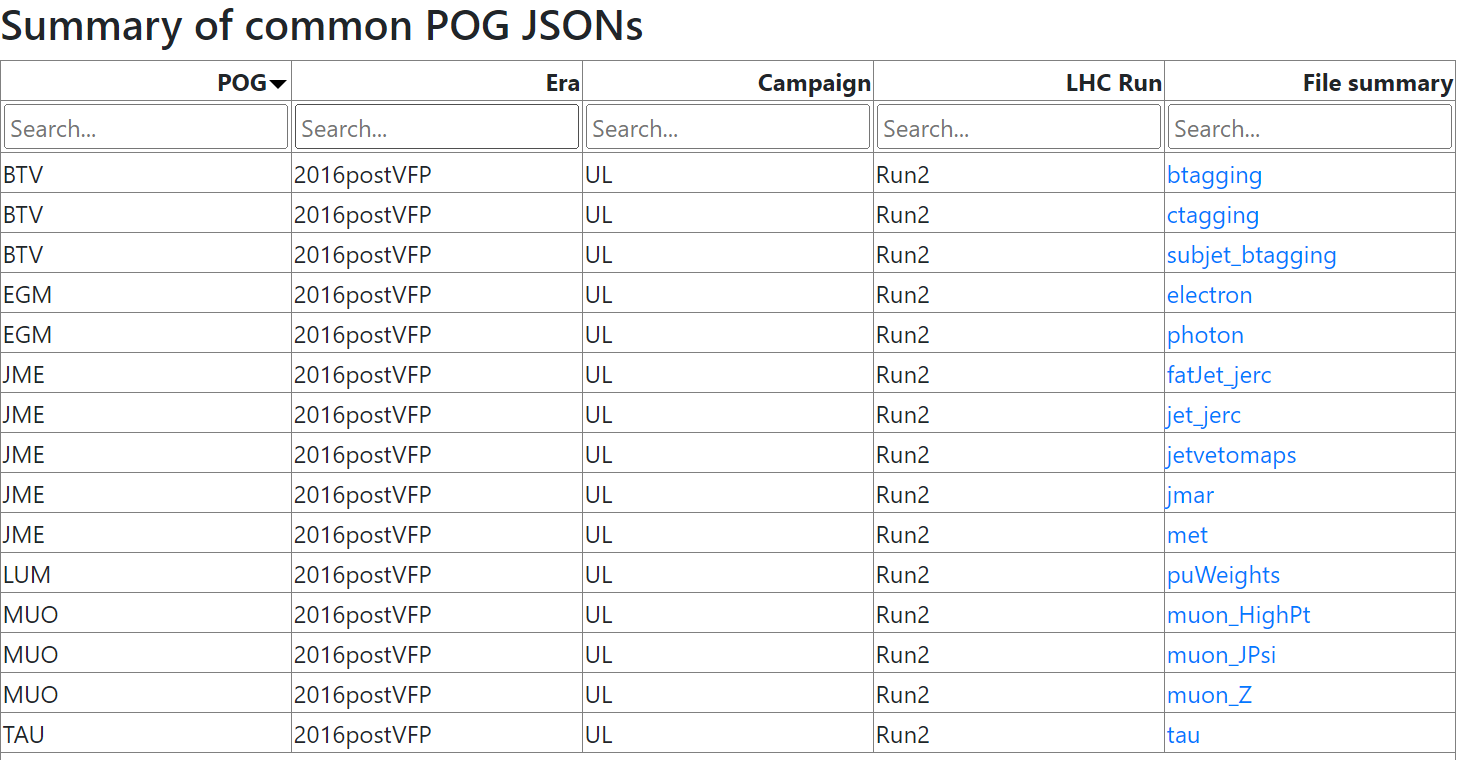 Summary of common POG JSONs
POG Era Campaign LHC Run File summary
Search... Search... Search... Search... Search...
BTV 2016postVFP UL Run2 btagging
BTV 2016postVFP UL Run2 ctagging
BTV 2016postVFP UL Run2 subjet_btagging
EGM 2016postVFP UL Run2 electron
EGM 2016postVFP UL Run2 photon
JME 2016postVFP UL Run2 fatJet_jerc
JME 2016postVFP UL Run2 jet_jerc
JME 2016postVFP UL Run2 jetvetomaps
JME 2016postVFP UL Run2 jmar
JME 2016postVFP UL Run2 met
LUM 2016postVFP UL Run2 puWeights
MUO 2016postVFP UL Run2 muon_HighPt
MUO 2016postVFP UL Run2 muon_JPsi
MUO 2016postVFP UL Run2 muon_Z
TAU 2016postVFP UL Run2 tau